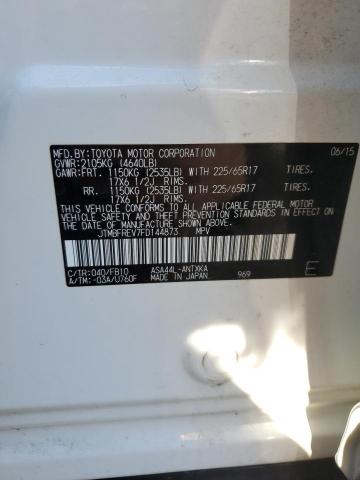 MFD.BY:TOYOTA MOTOR CORPORATION 06/15
GVWR:2105KG (4640LB)
GAWR:FRT. 1150KG (2535LB) WITH 225/65R17 TIRES
17X6 1/2J RIMS.
RR. 1150KG (2535LB) WITH 225/65R17 TIRES
17X6 1/2J RIMS.
THIS VEHICLE CONFORMS TO ALL APPLICABLE FEDERAL MOTOR
VEHICLE SAFETY AND THEFT PREVENTION STANDARDS IN EFFECT
ON THE DATE OF MANUFACTURE SHOWN ABOVE.
JTMBFREV7FD144873 MPV
C/TR:040/FB10 ASA44L-ANTXKA
A/TM:-03A/U760F MADE IN JAPAN 969 E